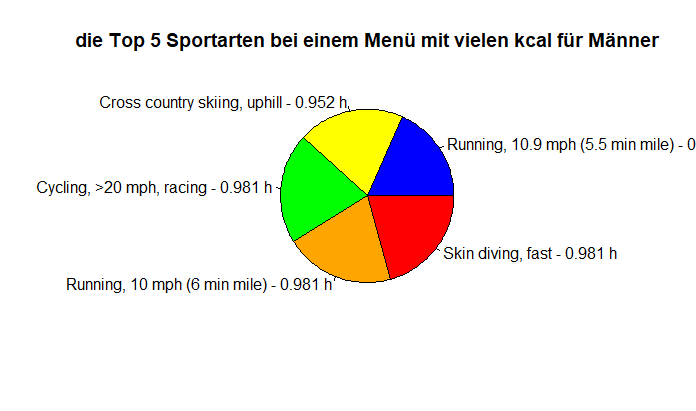 die Top 5 Sportarten bei einem Menü mit vielen kcal für Männer
Cross country skiing, uphill - 0.952 h
Running, 10.9 mph (5.5 min mile) - 0
Cycling, >20 mph, racing - 0.981 h
Skin diving, fast - 0.981 h
Running, 10 mph (6 min mile) - 0.981 h